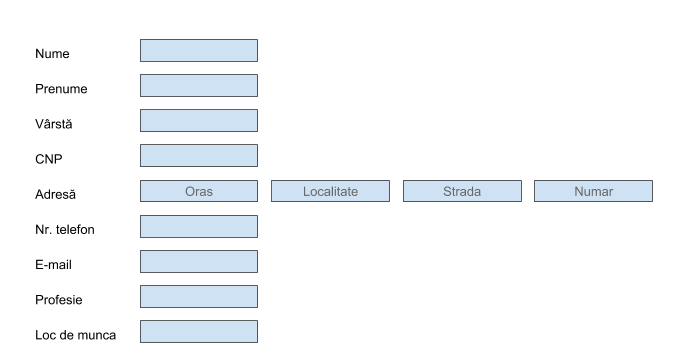 Nume
Prenume
Vârstă
CNP
Adresă Oras Localitate Strada Numar
Nr. telefon
E-mail
Profesie
Loc de munca